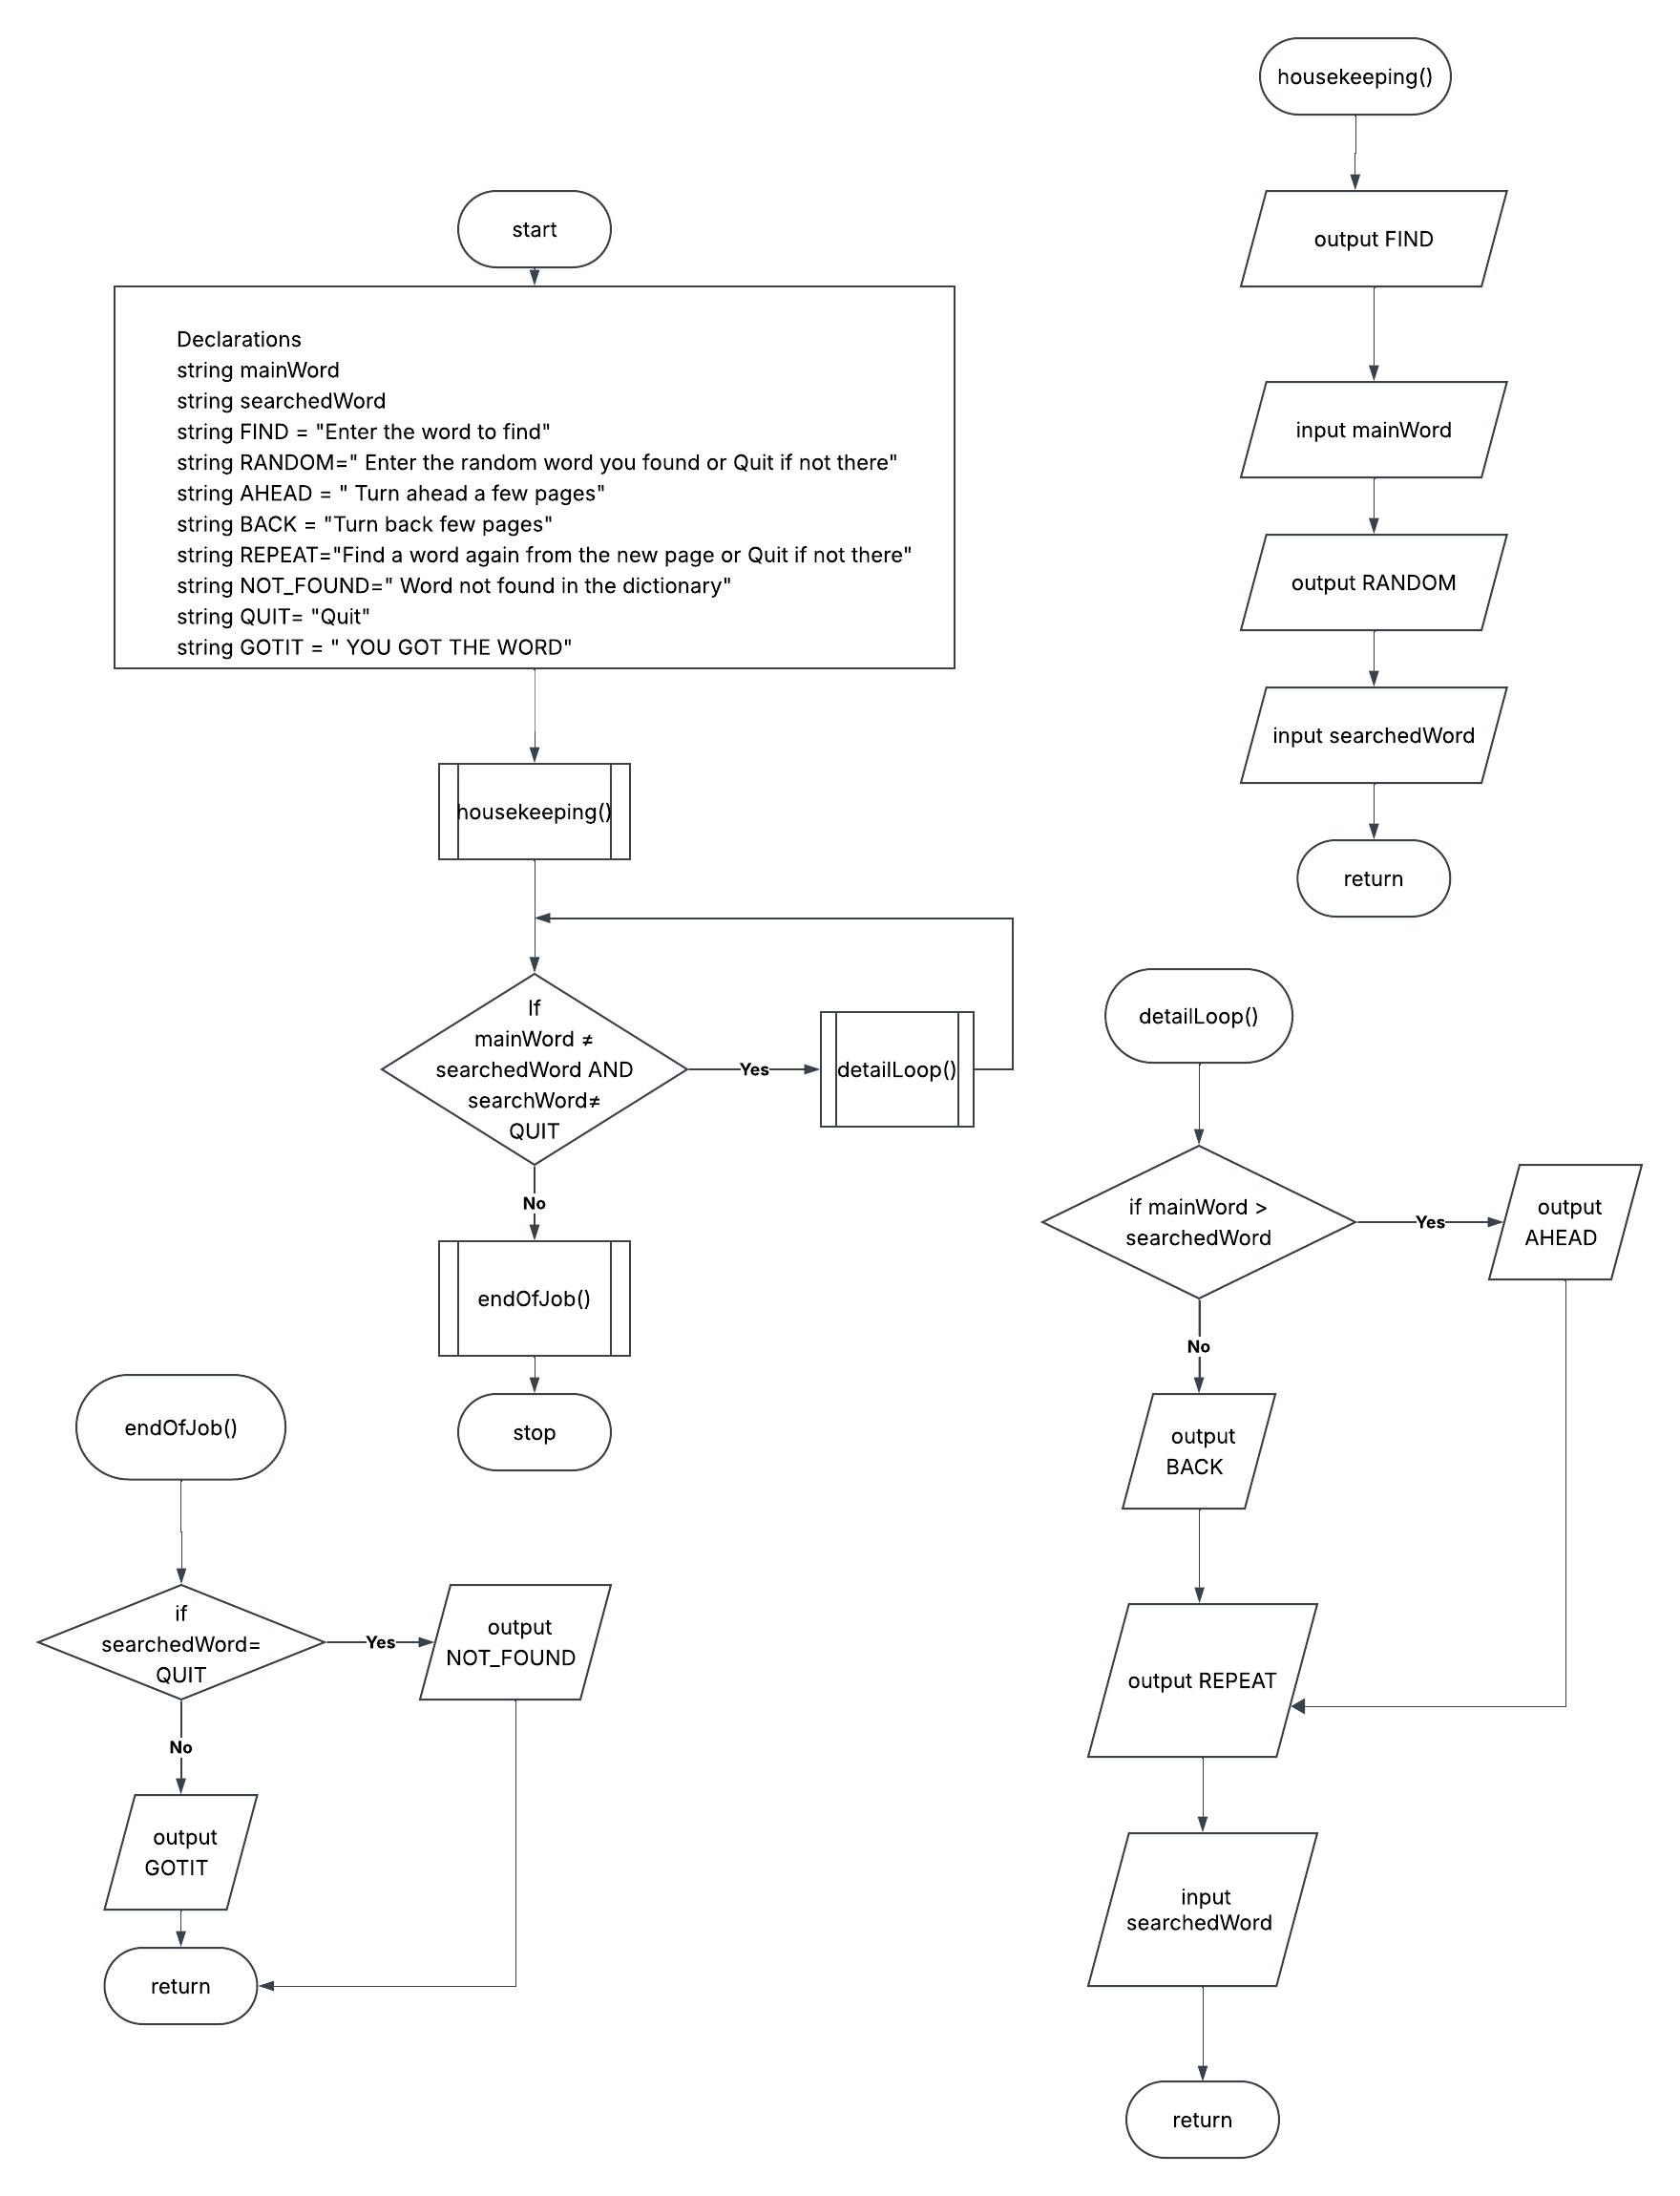 start
Declarations
string mainWord
string searchedWord
string FIND = "Enter the word to find"
string RANDOM=" Enter the random word you found or Quit if not there"
string AHEAD = " Turn ahead a few pages"
string BACK = "Turn back few pages"
string REPEAT="Find a word again from the new page or Quit if not there"
string NOT_FOUND=" Word not found in the dictionary"
string QUIT= "Quit"
string GOTIT = " YOU GOT THE WORD"
housekeeping()
If
mainWord ≠
searchedWord AND
searchWord≠
QUIT
Yes
detailLoop()
No
endOfJob()
stop
housekeeping()
output FIND
input mainWord
output RANDOM
input searchedWord
return
detailLoop()
if mainWord >
searchedWord
Yes
output
AHEAD
No
output
BACK
output REPEAT
input
searchedWord
return
endOfJob()
if
searchedWord=
QUIT
Yes
output
NOT_FOUND
No
output
GOTIT
return